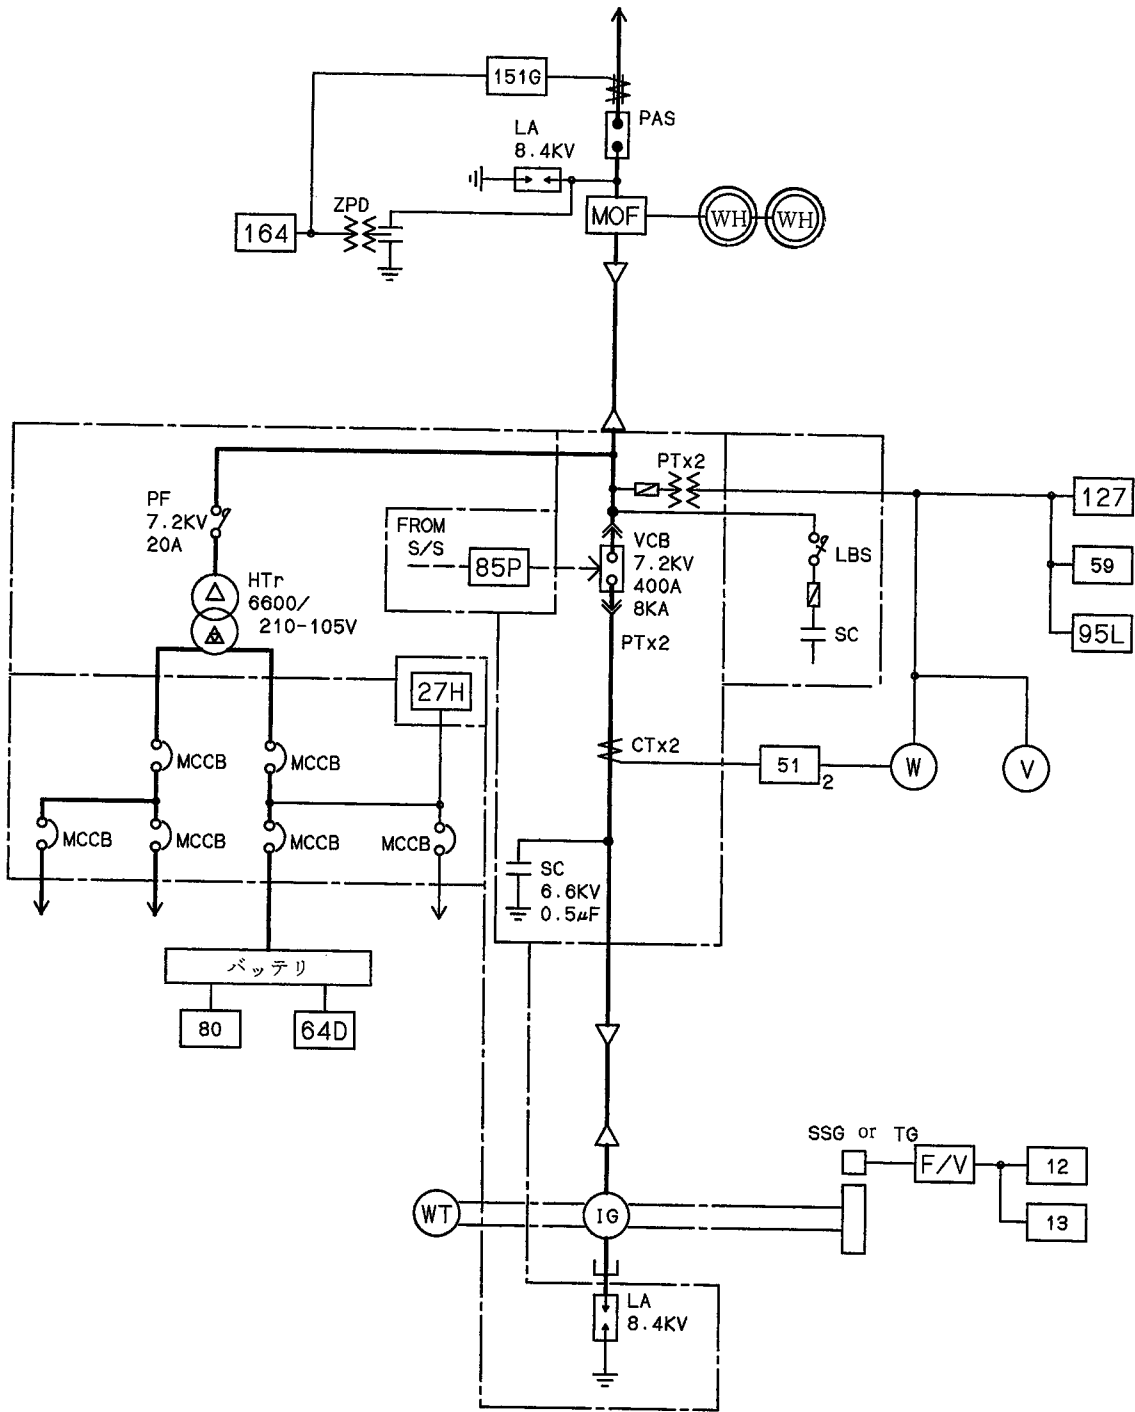 151G
PAS
LA
8.4KV
ZPD
164
MOF
WH
WH
PTx2
127
PF
7.2KV
20A
FROM
S/S
85P
VCB
7.2KV
400A
8KA
LBS
59
HTr
6600/
210-105V
PTx2
SC
95L
27H
MCCB
MCCB
CTx2
51
2
W
V
MCCB
MCCB
MCCB
MCCB
SC
6.6KV
0.5μF
バッテリ
80
64D
SSG or TG
F/V
12
WT
IG
13
LA
8.4KV